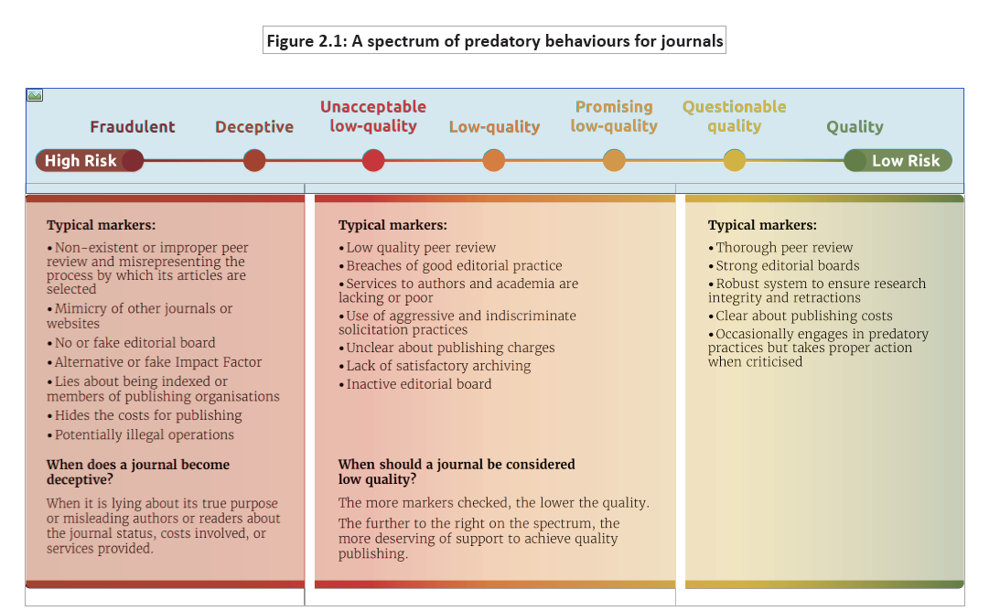 Figure 2.1: A spectrum of predatory behaviours for journals
Fraudulent
Deceptive
Unacceptable
low-quality
Low-quality
Promising
low-quality
Questionable
quality
Quality
High Risk
Low Risk
Typical markers:
•Non-existent or improper peer
review and misrepresenting the
process by which its articles are
selected
•Mimicry of other journals or
websites
•No or fake editorial board
•Alternative or fake Impact Factor
•Lies about being indexed or
members of publishing organisations
•Hides the costs for publishing
•Potentially illegal operations
When does a journal become
deceptive?
When it is lying about its true purpose
or misleading authors or readers about
the journal status, costs involved, or
services provided.
Typical markers:
•Low quality peer review
•Breaches of good editorial practice
•Services to authors and academia are
lacking or poor
•Use of aggressive and indiscriminate
solicitation practices
•Unclear about publishing charges
•Lack of satisfactory archiving
•Inactive editorial board
When should a journal be considered
low quality?
The more markers checked, the lower the quality.
The further to the right on the spectrum, the
more deserving of support to achieve quality
publishing.
Typical markers:
•Thorough peer review
•Strong editorial boards
•Robust system to ensure research
integrity and retractions
•Clear about publishing costs
•Occasionally engages in predatory
practices but takes proper action
when criticised